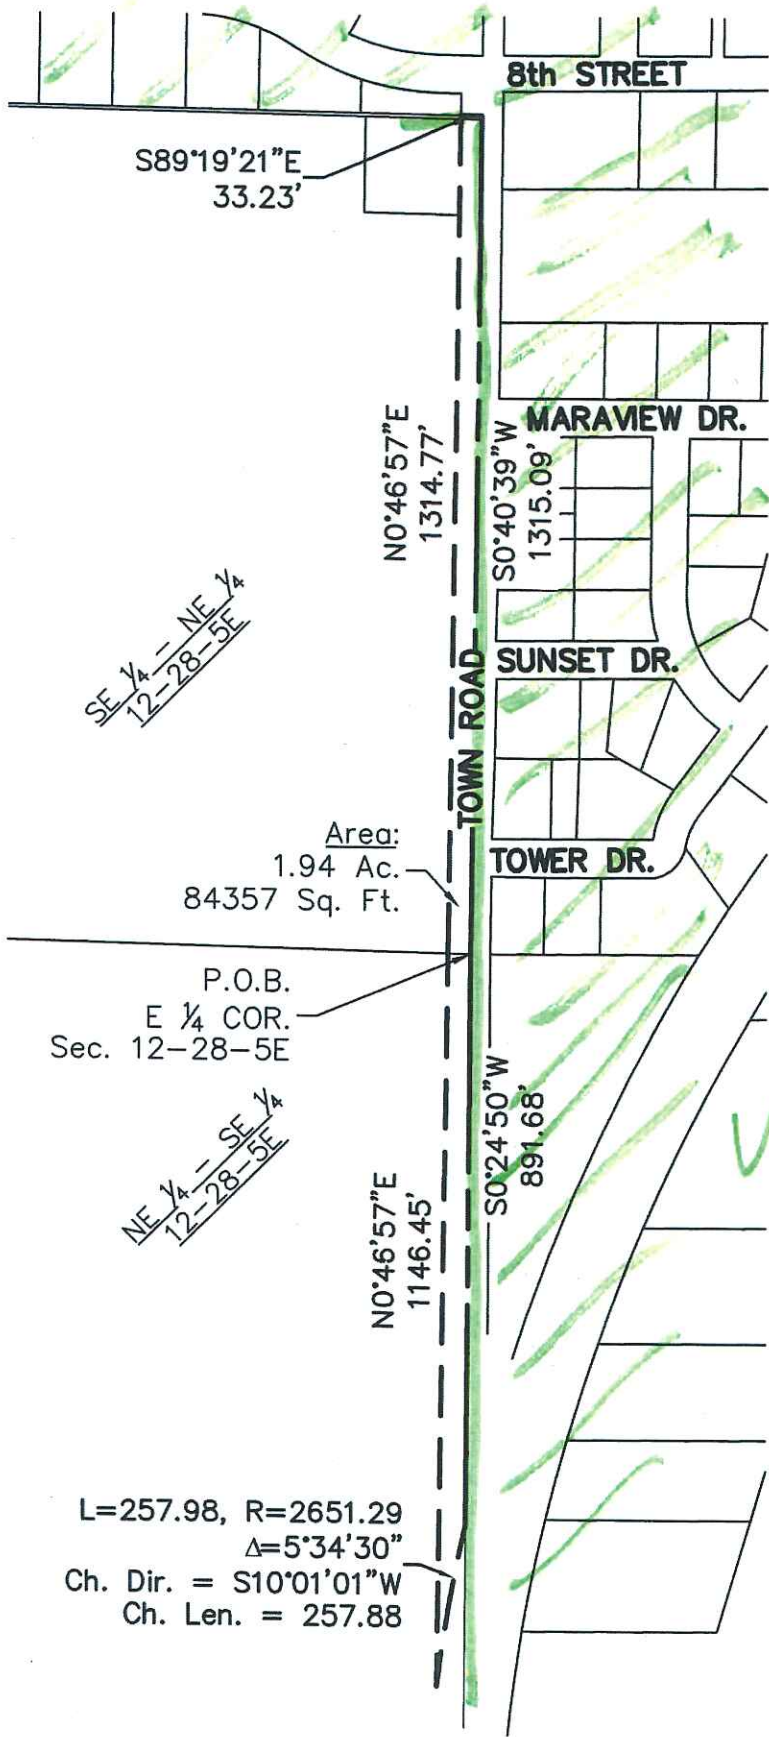 8th STREET
S89°19'21"E
33.23'
MARAVIEW DR.
N0°46'57"E
1314.77'
S0°40'39"W
1315.09'
SE ¼ – NE ¼
12–28–5E
SUNSET DR.
TOWN ROAD
Area:
1.94 Ac.
84357 Sq. Ft.
TOWER DR.
P.O.B.
E ¼ COR.
Sec. 12–28–5E
S0°24'50"W
891.68'
NE ¼ – SE ¼
12–28–5E
N0°46'57"E
1146.45'
L=257.98, R=2651.29
Δ=5°34'30"
Ch. Dir. = S10°01'01"W
Ch. Len. = 257.88